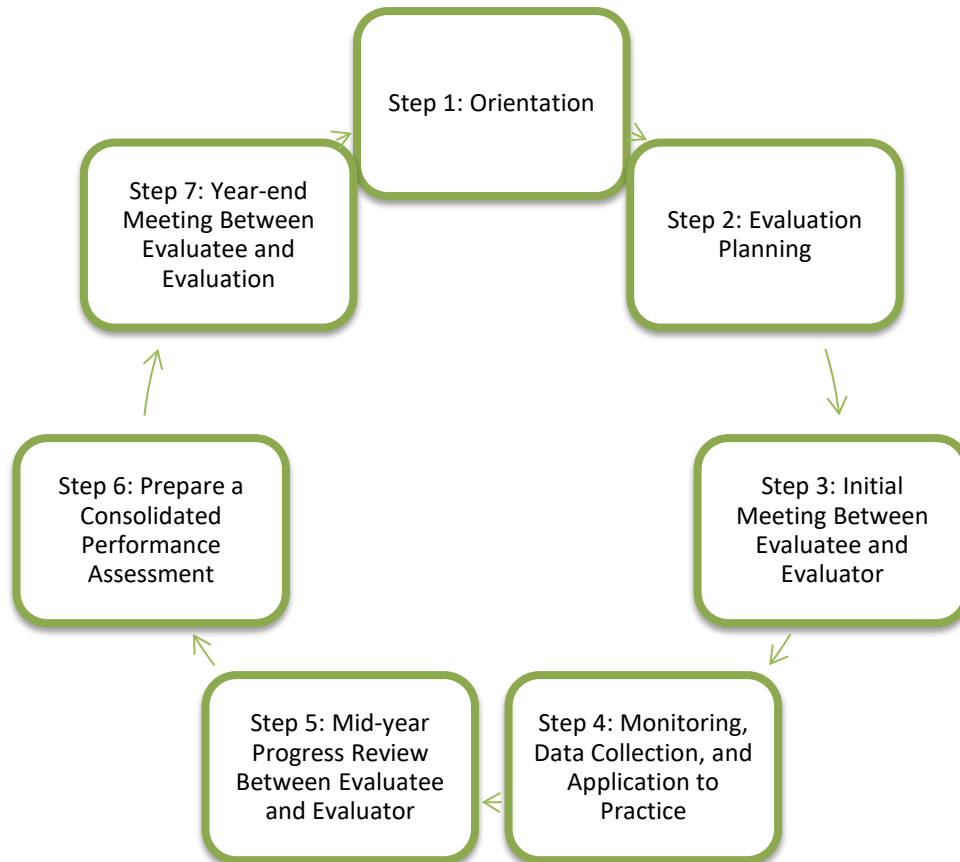 Step 1: Orientation
Step 2: Evaluation
Planning
Step 3: Initial
Meeting Between
Evaluatee and
Evaluator
Step 4: Monitoring,
Data Collection, and
Application to
Practice
Step 5: Mid-year
Progress Review
Between Evaluatee
and Evaluator
Step 6: Prepare a
Consolidated
Performance
Assessment
Step 7: Year-end
Meeting Between
Evaluatee and
Evaluation